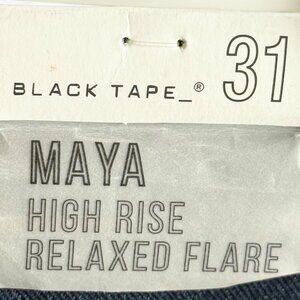 BLACK TAPE_® 31
MAYA
HIGH RISE
RELAXED FLARE